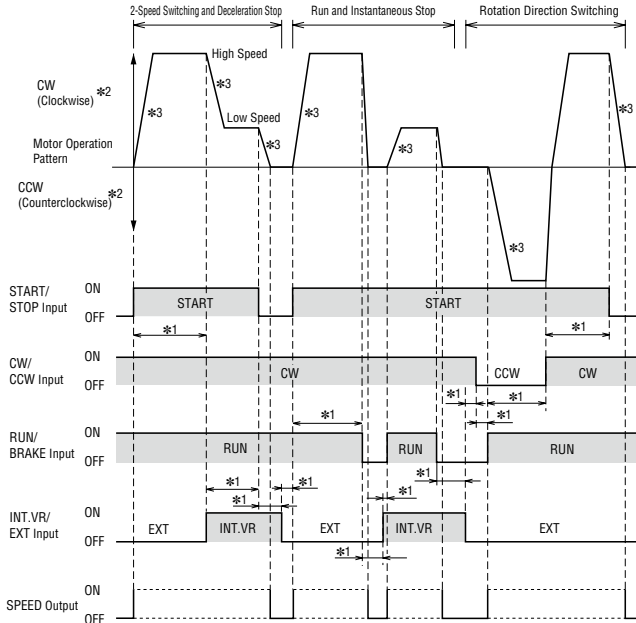 2-Speed Switching and Deceleration Stop
Run and Instantaneous Stop
Rotation Direction Switching
High Speed
CW
(Clockwise) *2
*3
*3
*3
*3
Low Speed
*3
*3
Motor Operation
Pattern
CCW
(Counterclockwise) *2
*3
START/
STOP Input
ON
OFF
START
START
*1
*1
CW/
CCW Input
ON
OFF
CW
CCW
CW
*1
*1
*1
*1
RUN/
BRAKE Input
ON
OFF
RUN
RUN
RUN
*1
*1
*1
*1
*1
INT.VR/
EXT Input
ON
OFF
EXT
INT.VR
EXT
INT.VR
EXT
*1
SPEED Output
ON
OFF